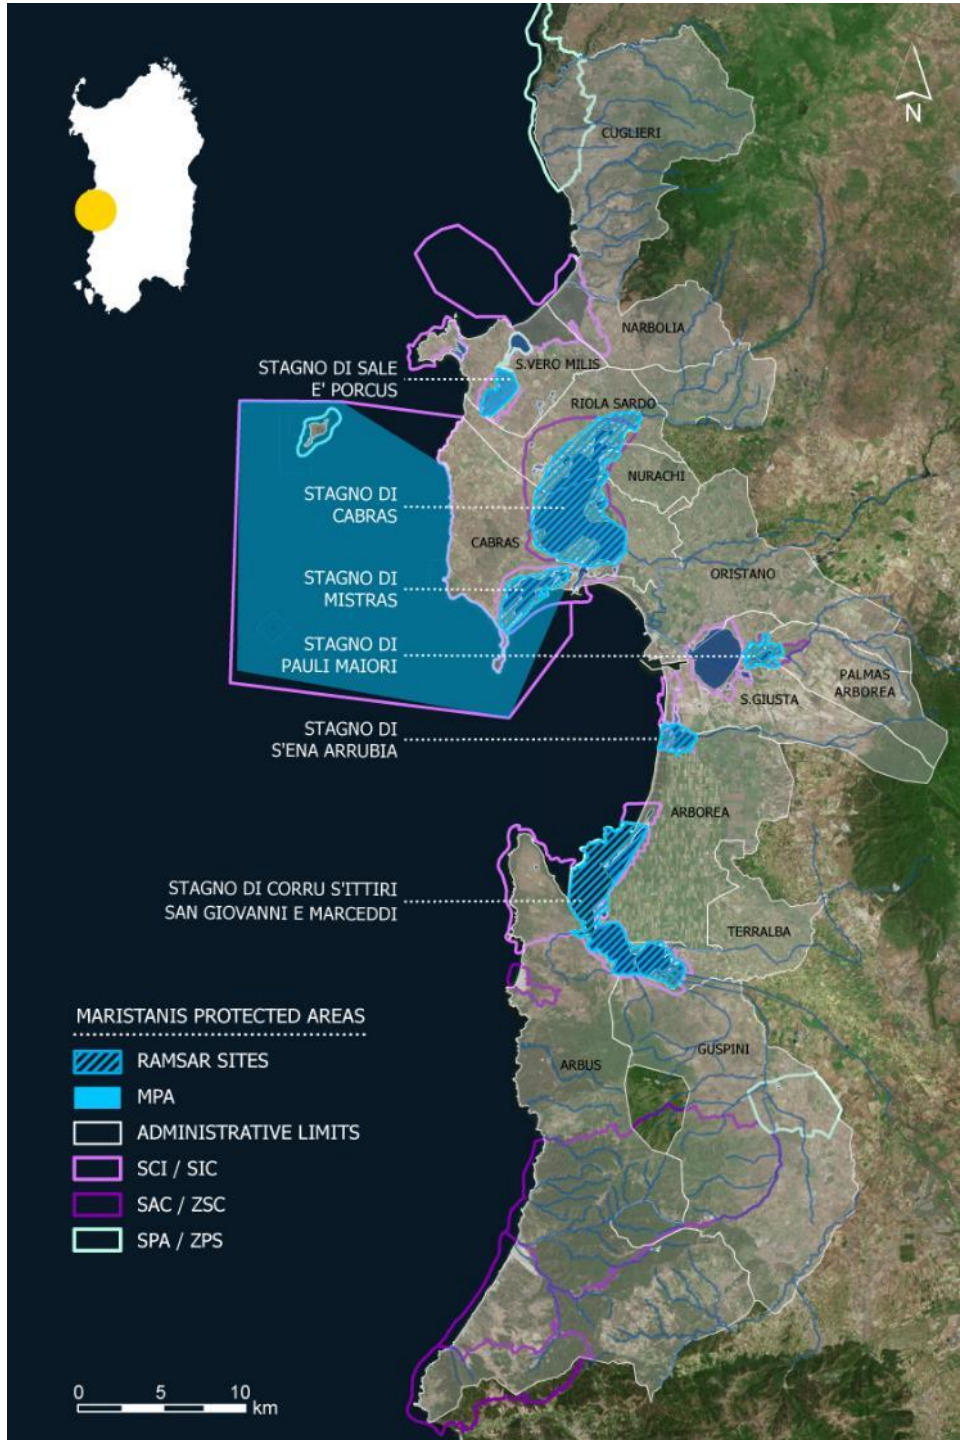 N
CUGLIERI
NARBOLIA
S.VERO MILIS
STAGNO DI SALE
E' PORCUS
RIOLA SARDO
NURACHI
STAGNO DI
CABRAS
CABRAS
ORISTANO
STAGNO DI
MISTRAS
STAGNO DI
PAULI MAIORI
PALMAS
ARBOREA
S.GIUSTA
STAGNO DI
S'ENA ARRUBIA
ARBOREA
STAGNO DI CORRU S'ITTIRI
SAN GIOVANNI E MARCEDDI
TERRALBA
GUSPINI
ARBUS
MARISTANIS PROTECTED AREAS
RAMSAR SITES
MPA
ADMINISTRATIVE LIMITS
SCI / SIC
SAC / ZSC
SPA / ZPS
0 5 10
km